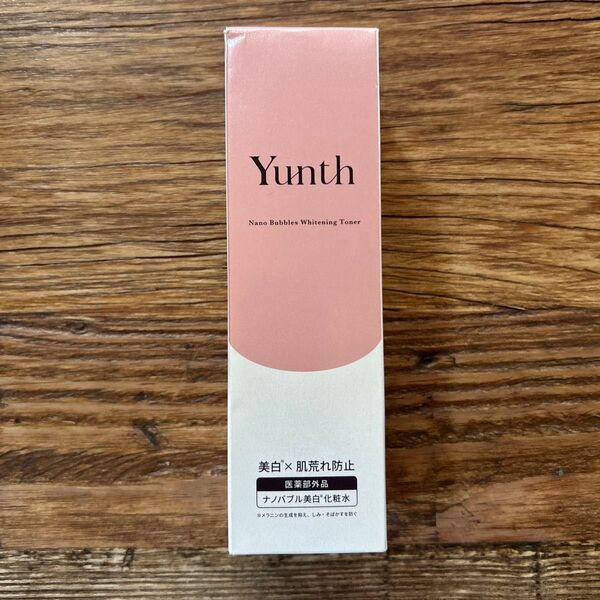 Yunth
Nano Bubbles Whitening Toner
美白※× 肌荒れ防止
医薬部外品
ナノバブル美白※化粧水
※メラニンの生成を抑え、しみ・そばかすを防ぐ